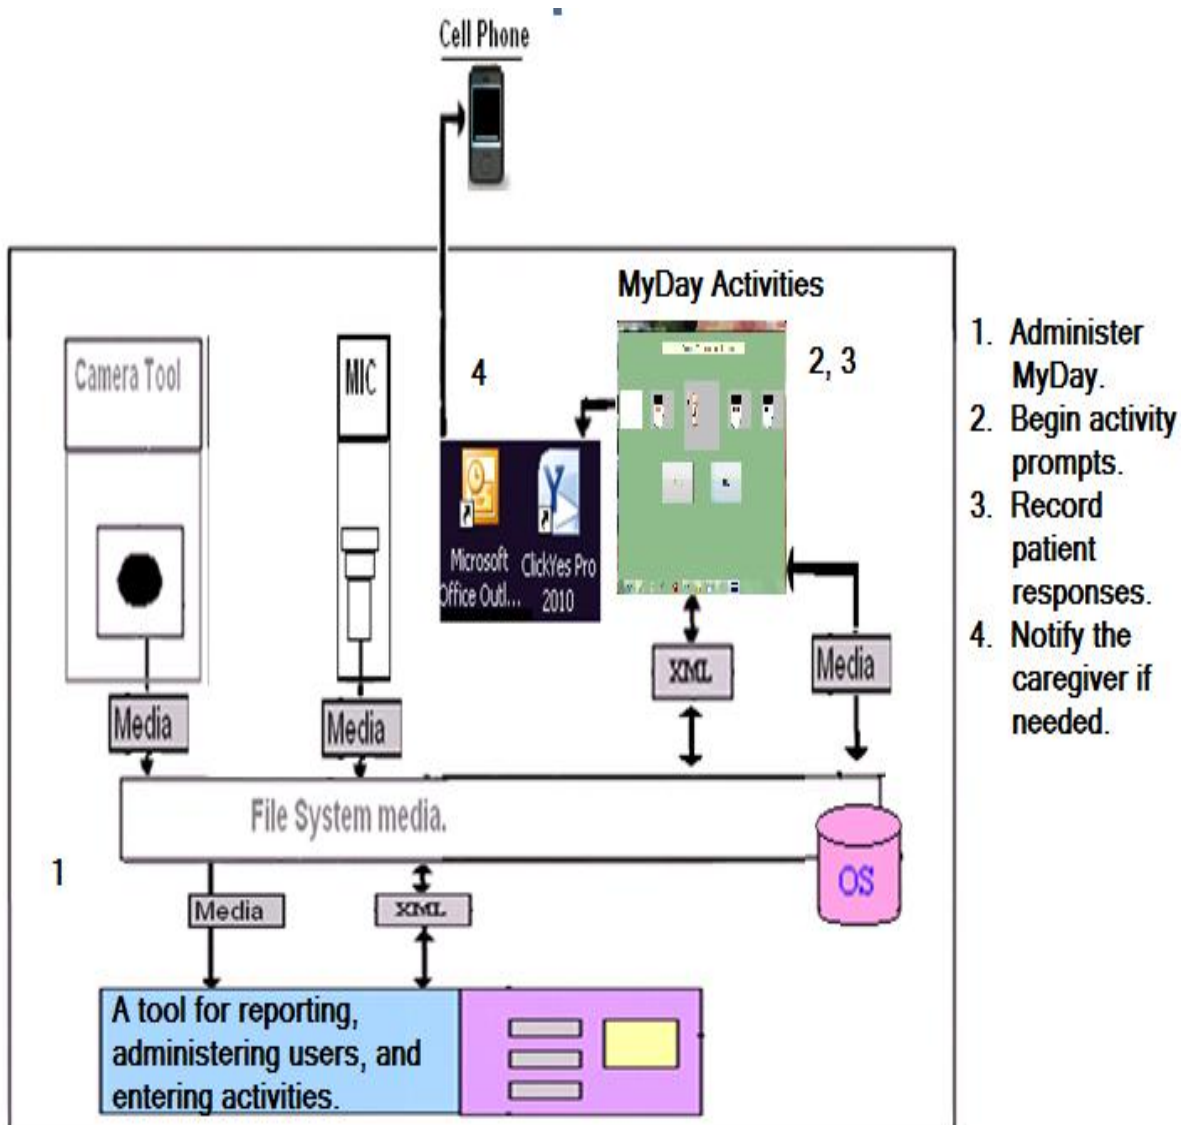 Cell Phone
MyDay Activities
Camera Tool
MIC
4
2, 3
Microsoft
Office Outl...
ClickYes Pro
2010
XML
Media
Media
Media
File System media.
1
OS
Media
XML
A tool for reporting,
administering users, and
entering activities.
1. Administer
MyDay.
2. Begin activity
prompts.
3. Record
patient
responses.
4. Notify the
caregiver if
needed.